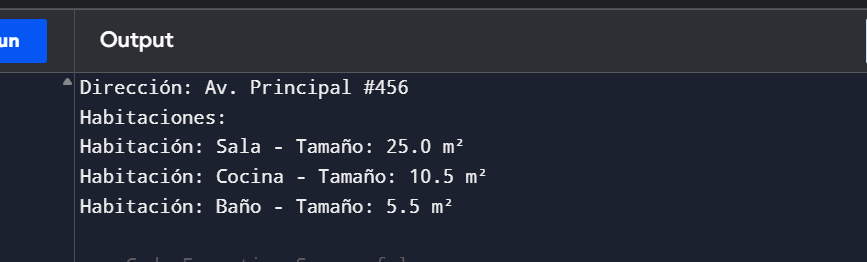 un
Output
Dirección: Av. Principal #456
Habitaciones:
Habitación: Sala - Tamaño: 25.0 m²
Habitación: Cocina - Tamaño: 10.5 m²
Habitación: Baño - Tamaño: 5.5 m²